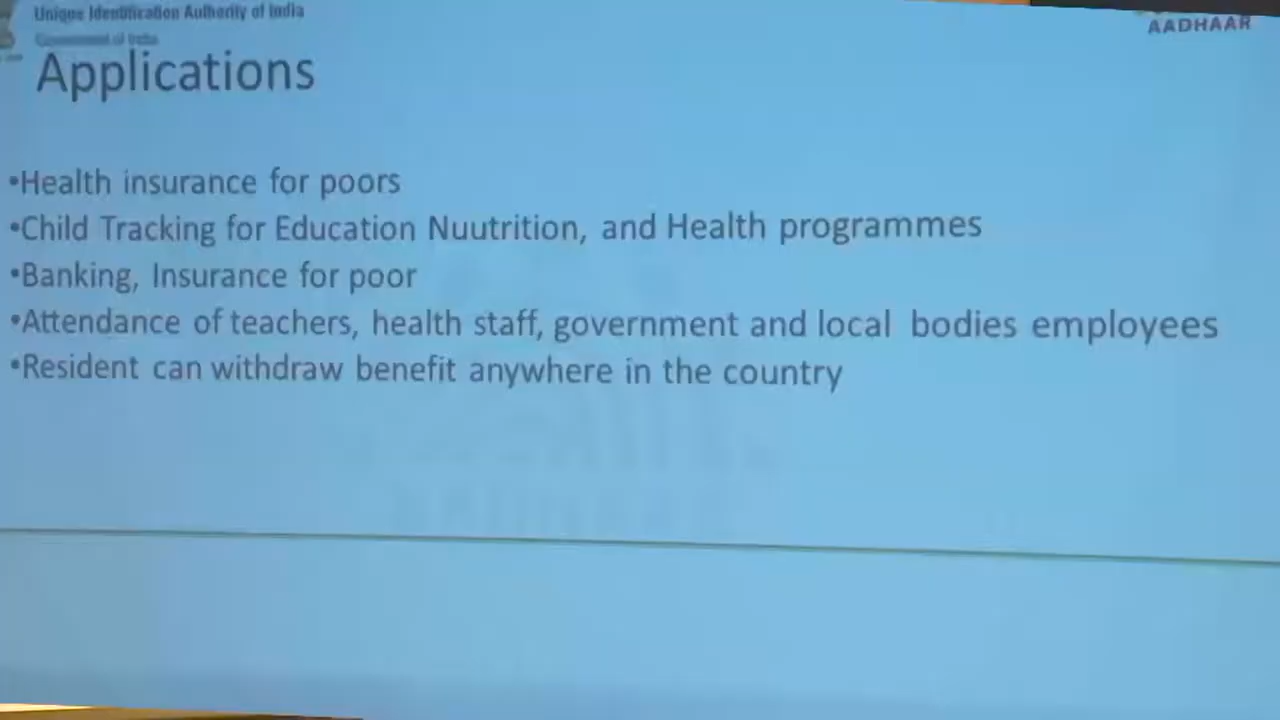 Unique Identification Authority of India
Government of India
AADHAAR
Applications
•Health insurance for poors
•Child Tracking for Education Nuutrition, and Health programmes
•Banking, Insurance for poor
•Attendance of teachers, health staff, government and local bodies employees
•Resident can withdraw benefit anywhere in the country